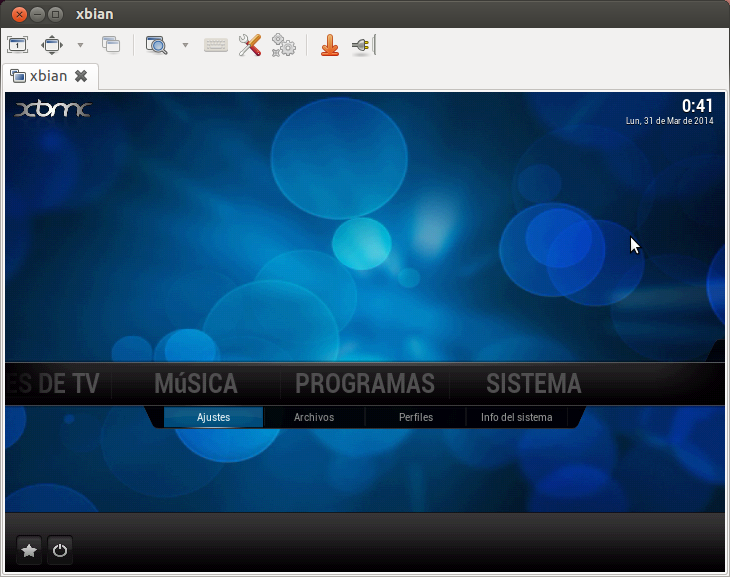 xbian
xbian
xbmc
0:41
Lun, 31 de Mar de 2014
ES DE TV MúSICA PROGRAMAS SISTEMA
Ajustes Archivos Perfiles Info del sistema